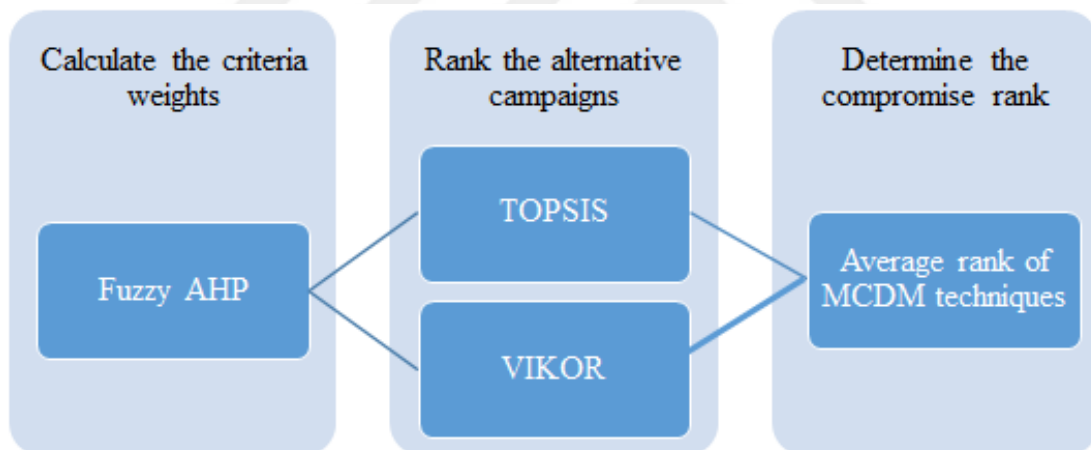 Calculate the criteria
weights
Fuzzy AHP
Rank the alternative
campaigns
TOPSIS
VIKOR
Determine the
compromise rank
Average rank of
MCDM techniques